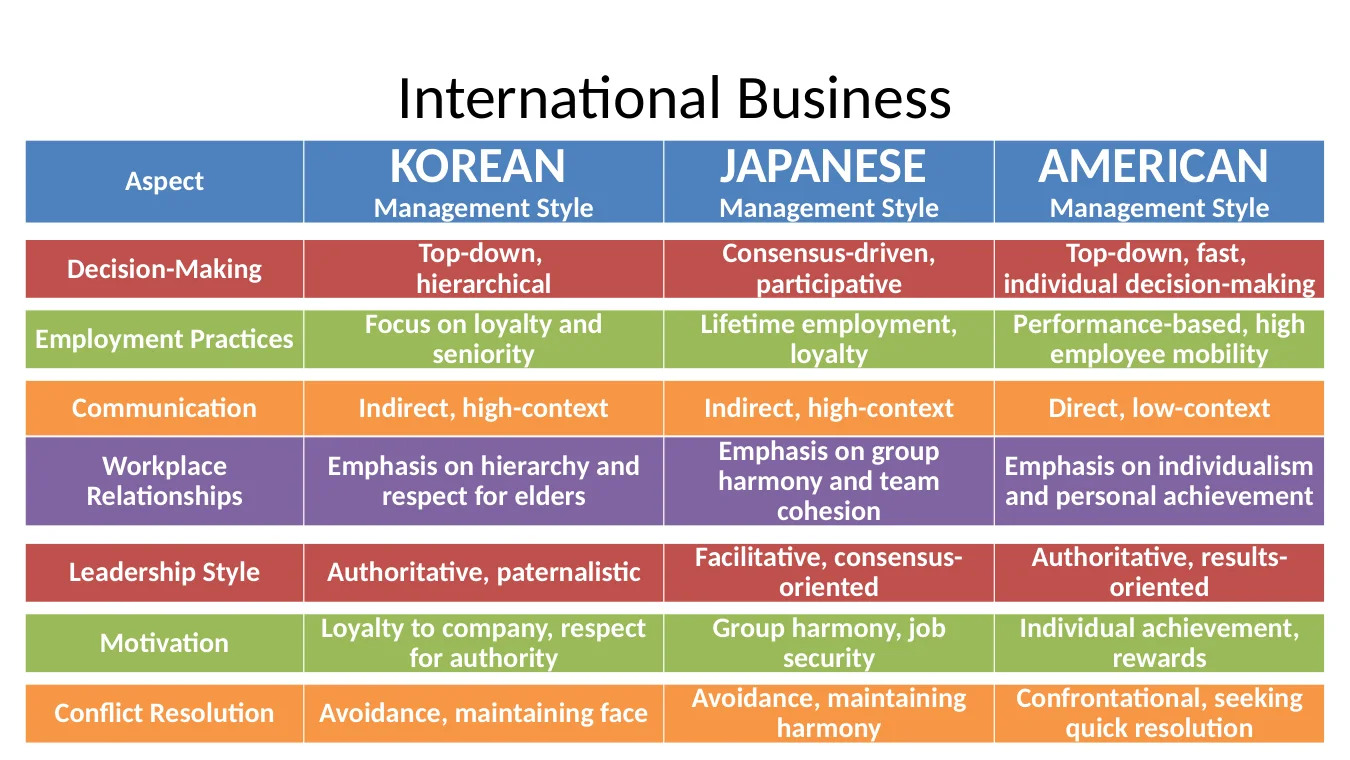 International Business
Aspect
KOREAN
Management Style
JAPANESE
Management Style
AMERICAN
Management Style
Decision-Making
Top-down,
hierarchical
Consensus-driven,
participative
Top-down, fast,
individual decision-making
Employment Practices
Focus on loyalty and
seniority
Lifetime employment,
loyalty
Performance-based, high
employee mobility
Communication
Indirect, high-context
Indirect, high-context
Direct, low-context
Workplace
Relationships
Emphasis on hierarchy and
respect for elders
Emphasis on group
harmony and team
cohesion
Emphasis on individualism
and personal achievement
Leadership Style
Authoritative, paternalistic
Facilitative, consensus-
oriented
Authoritative, results-
oriented
Motivation
Loyalty to company, respect
for authority
Group harmony, job
security
Individual achievement,
rewards
Conflict Resolution
Avoidance, maintaining face
Avoidance, maintaining
harmony
Confrontational, seeking
quick resolution